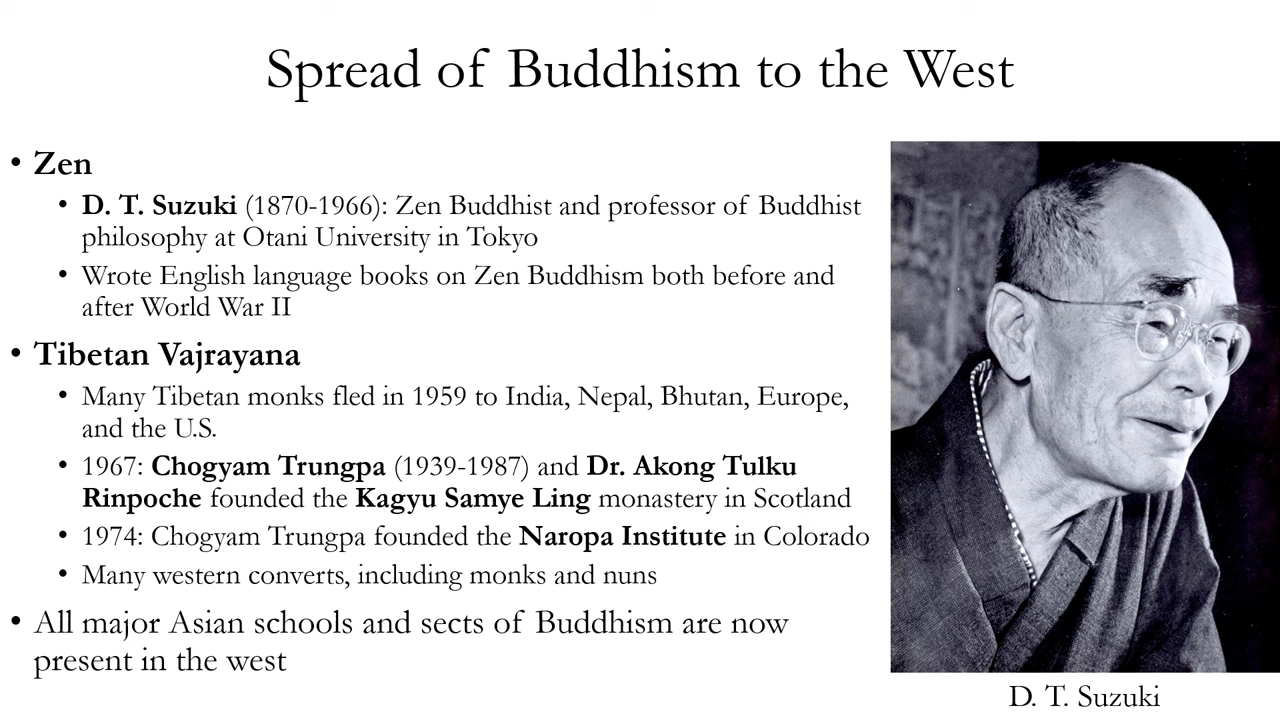 Spread of Buddhism to the West
• Zen
• D. T. Suzuki (1870-1966): Zen Buddhist and professor of Buddhist
philosophy at Otani University in Tokyo
• Wrote English language books on Zen Buddhism both before and
after World War II
• Tibetan Vajrayana
• Many Tibetan monks fled in 1959 to India, Nepal, Bhutan, Europe,
and the U.S.
• 1967: Chogyam Trungpa (1939-1987) and Dr. Akong Tulku
Rinpoche founded the Kagyu Samye Ling monastery in Scotland
• 1974: Chogyam Trungpa founded the Naropa Institute in Colorado
• Many western converts, including monks and nuns
• All major Asian schools and sects of Buddhism are now
present in the west
D. T. Suzuki